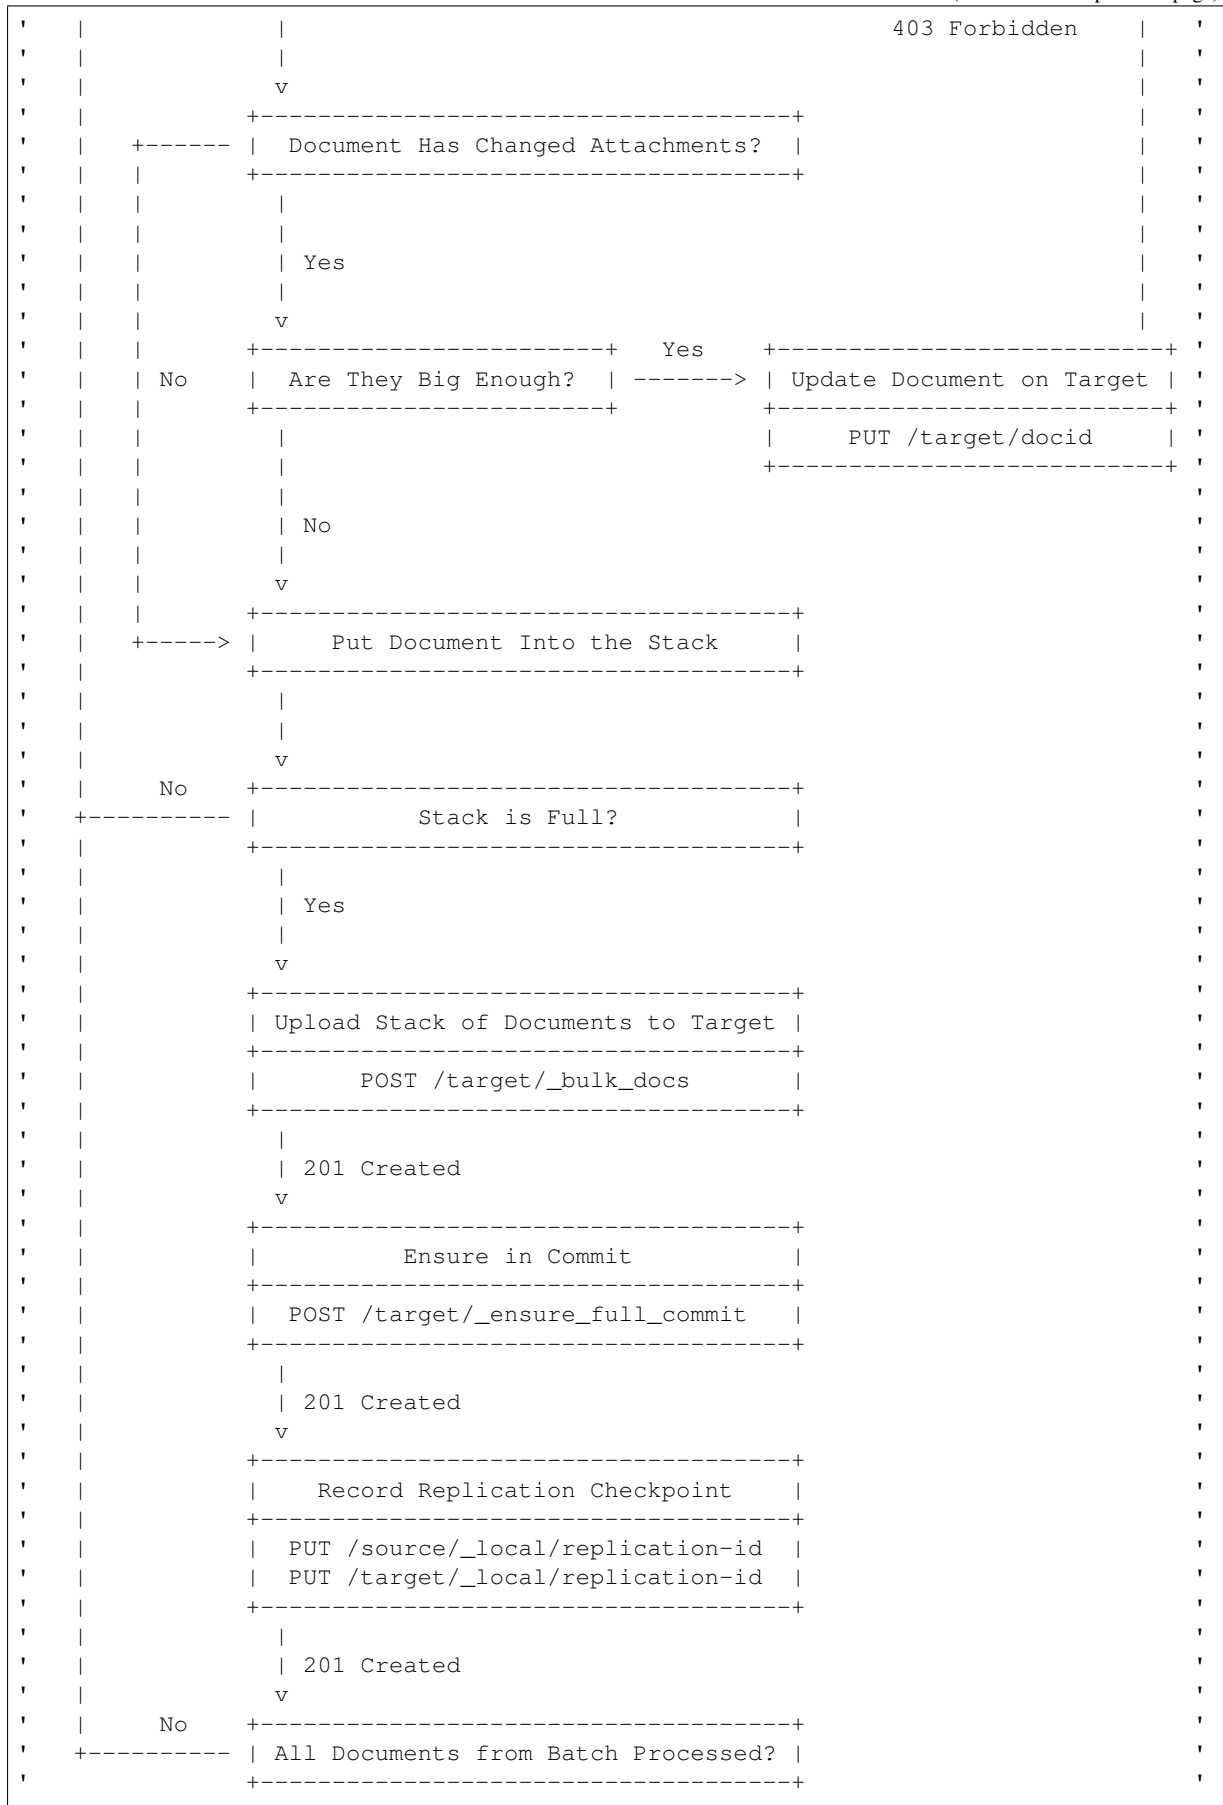 ' | | 403 Forbidden | '
' | | | '
' | v | '
' | +-------------------------------------+ | '
' | +------ | Document Has Changed Attachments? | | '
' | | +-------------------------------------+ | '
' | | | | '
' | | | | '
' | | | Yes | '
' | | | | '
' | | v | '
' | | +------------------------+ Yes +---------------------------+ '
' | | No | Are They Big Enough? | -------> | Update Document on Target | '
' | | +------------------------+ +---------------------------+ '
' | | | | PUT /target/docid | '
' | | | +---------------------------+ '
' | | | '
' | | | No '
' | | | '
' | | v '
' | | +-------------------------------------+ '
' | +-----> | Put Document Into the Stack | '
' | +-------------------------------------+ '
' | | '
' | | '
' | v '
' | No +-------------------------------------+ '
' +---------- | Stack is Full? | '
' | +-------------------------------------+ '
' | | '
' | | Yes '
' | | '
' | v '
' | +-------------------------------------+ '
' | | Upload Stack of Documents to Target | '
' | +-------------------------------------+ '
' | | POST /target/_bulk_docs | '
' | +-------------------------------------+ '
' | | '
' | | 201 Created '
' | v '
' | +-------------------------------------+ '
' | | Ensure in Commit | '
' | +-------------------------------------+ '
' | | POST /target/_ensure_full_commit | '
' | +-------------------------------------+ '
' | | '
' | | 201 Created '
' | v '
' | +-------------------------------------+ '
' | | Record Replication Checkpoint | '
' | +-------------------------------------+ '
' | | PUT /source/_local/replication-id | '
' | | PUT /target/_local/replication-id | '
' | +-------------------------------------+ '
' | | '
' | | 201 Created '
' | v '
' | No +-------------------------------------+ '
' +---------- | All Documents from Batch Processed? | '
' +-------------------------------------+ '